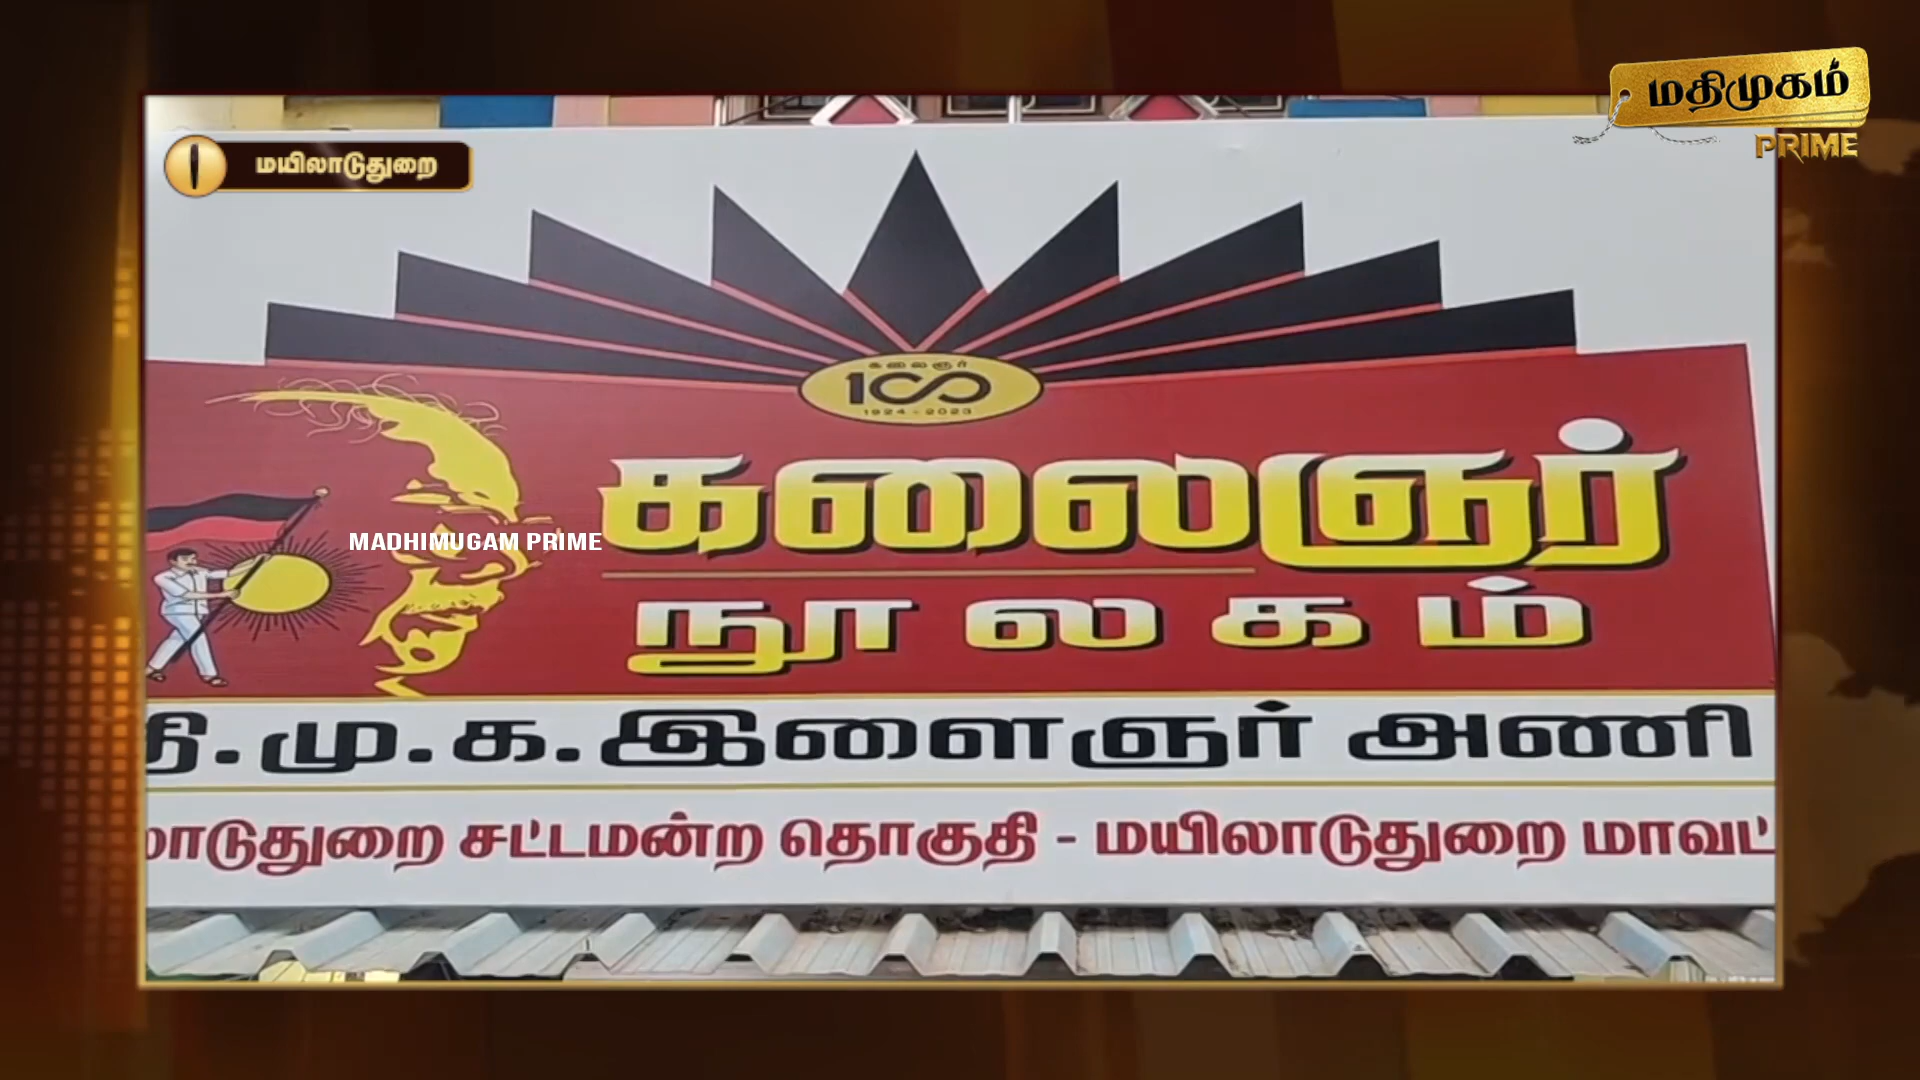 மதிமுகம்
PRIME
மயிலாடுதுறை
கலைஞர்
100
1924 - 2023
கலைஞர்
MADHIMUGAM PRIME
நூலகம்
தி.மு.க.இளைஞர் அணி
லாடுதுறை சட்டமன்ற தொகுதி - மயிலாடுதுறை மாவட்